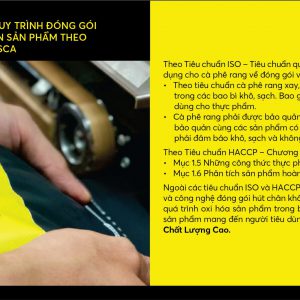 UY TRÌNH ĐÓNG GÓI
N SẢN PHẨM THEO
SCA
Theo Tiêu chuẩn ISO – Tiêu chuẩn qu
dụng cho cà phê rang về đóng gói v
• Theo tiêu chuẩn cà phê rang xay,
trong các bao bì khô, sạch. Bao g
dùng cho thực phẩm.
• Cà phê rang phải được bảo quản
bảo quản cùng các sản phẩm có
phải đảm bảo khô, sạch và không
Theo Tiêu chuẩn HACCP – Chương
• Mục 1.5 Những công thức thực ph
• Mục 1.6 Phân tích sản phẩm hoàn
Ngoài các tiêu chuẩn ISO và HACCP
và công nghệ đóng gói hút chân kh
quá trình oxi hóa sản phẩm trong b
sản phẩm mang đến người tiêu dùn
Chất Lượng Cao.